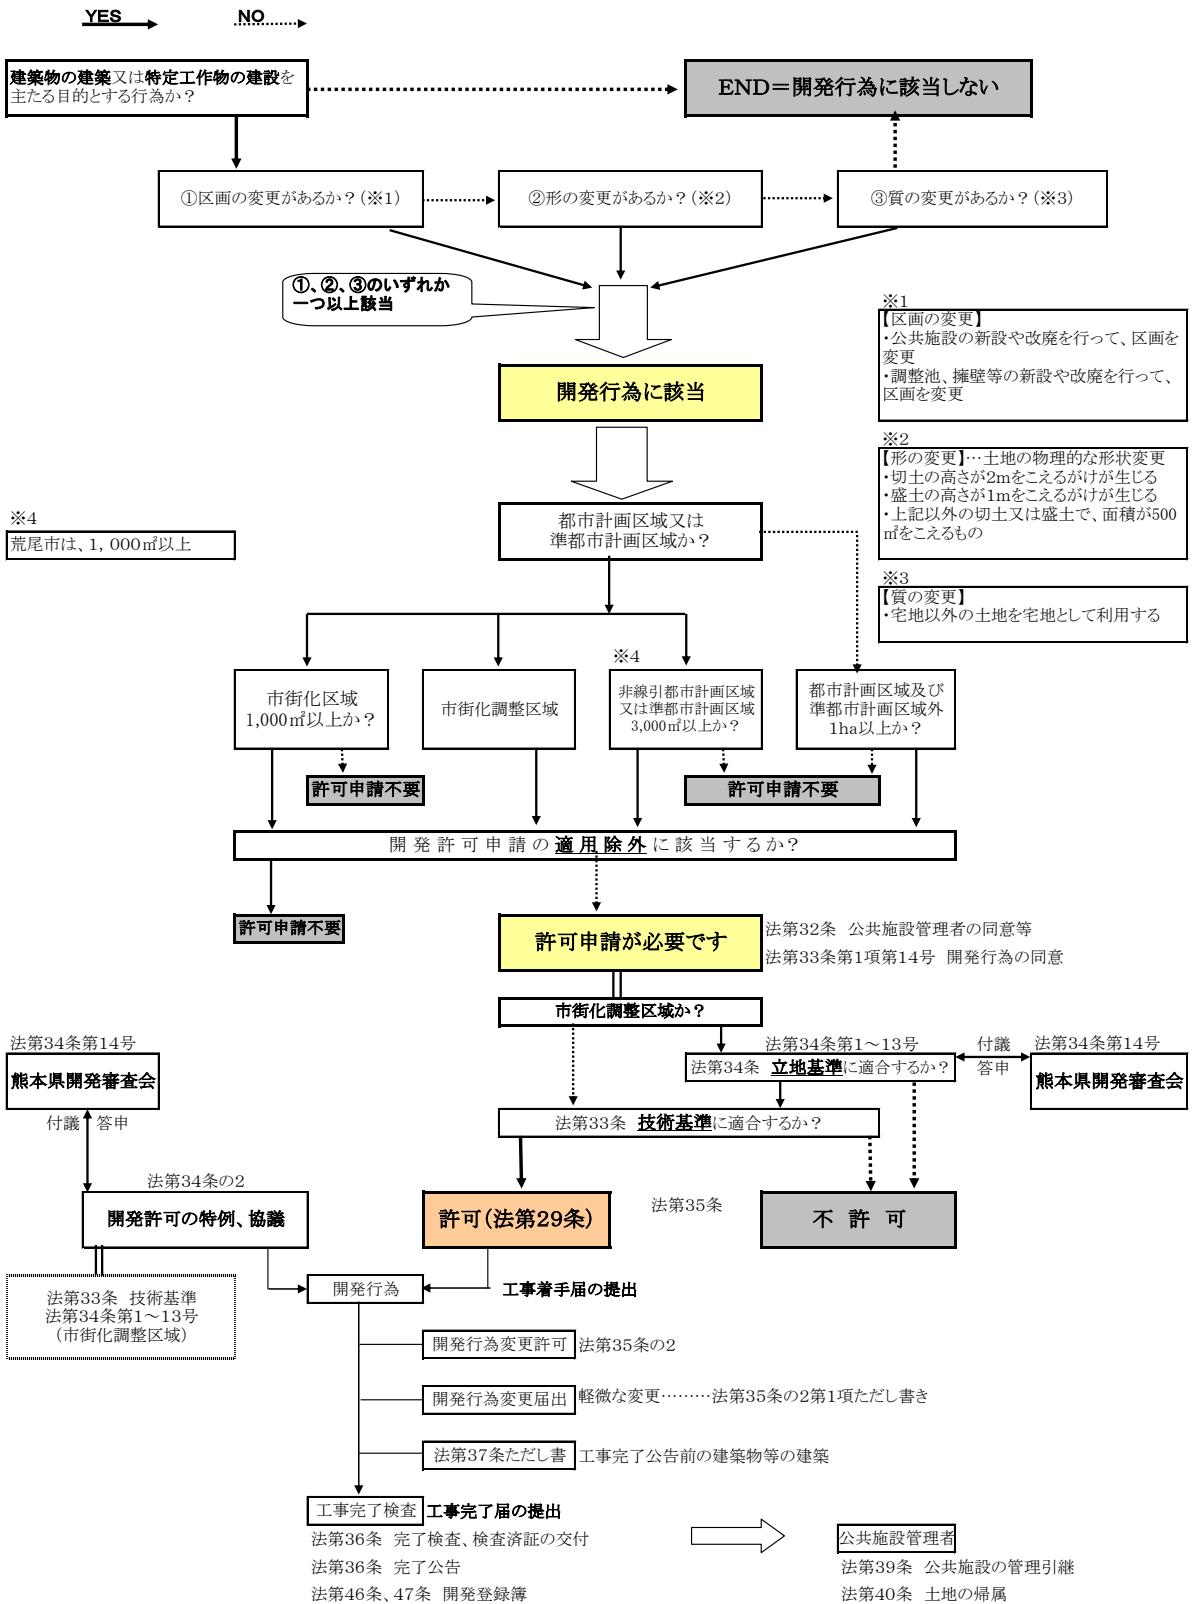 YES
NO
建築物の建築又は特定工作物の建設を
主たる目的とする行為か？
END＝開発行為に該当しない
①区画の変更があるか？(※1)
②形の変更があるか？(※2)
③質の変更があるか？(※3)
①、②、③のいずれか
一つ以上該当
開発行為に該当
※1
【区画の変更】
・公共施設の新設や改廃を行って、区画を
変更
・調整池、擁壁等の新設や改廃を行って、
区画を変更
※2
【形の変更】…土地の物理的な形状変更
・切土の高さが2mをこえるがけが生じる
・盛土の高さが1mをこえるがけが生じる
・上記以外の切土又は盛土で、面積が500
㎡をこえるもの
※3
【質の変更】
・宅地以外の土地を宅地として利用する
※4
荒尾市は、1，000㎡以上
都市計画区域又は
準都市計画区域か？
市街化区域
1,000㎡以上か？
市街化調整区域
※4
非線引都市計画区域
又は準都市計画区域
3,000㎡以上か？
都市計画区域及び
準都市計画区域外
1ha以上か？
許可申請不要
許可申請不要
開発許可申請の適用除外に該当するか？
許可申請不要
許可申請が必要です
法第32条　公共施設管理者の同意等
法第33条第1項第14号　開発行為の同意
市街化調整区域か？
法第34条第1～13号
法第34条　立地基準に適合するか？
付議
答申
法第34条第14号
熊本県開発審査会
法第34条第14号
熊本県開発審査会
付議　答申
法第33条　技術基準に適合するか？
法第34条の2
開発許可の特例、協議
許可(法第29条)
法第35条
不　許　可
法第33条　技術基準
法第34条第1～13号
(市街化調整区域)
開発行為
工事着手届の提出
開発行為変更許可
法第35条の2
開発行為変更届出
軽微な変更………法第35条の2第1項ただし書き
法第37条ただし書
工事完了公告前の建築物等の建築
工事完了検査
工事完了届の提出
法第36条　完了検査、検査済証の交付
法第36条　完了公告
法第46条、47条　開発登録簿
公共施設管理者
法第39条　公共施設の管理引継
法第40条　土地の帰属